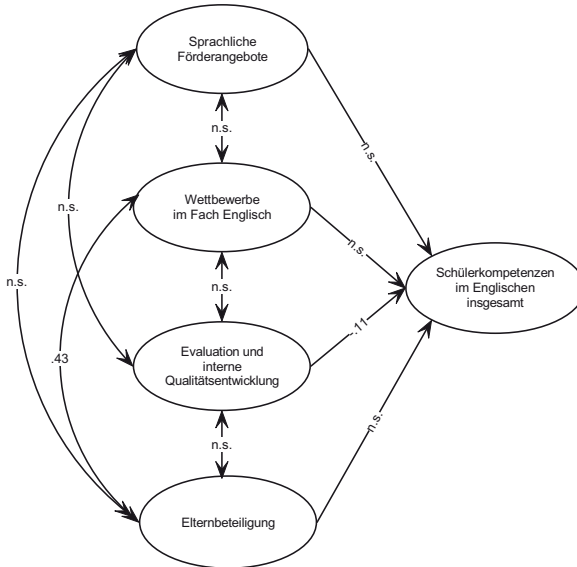 Sprachliche
Förderangebote
n.s.
n.s.
Wettbewerbe
im Fach Englisch
n.s.
n.s.
Schülerkompetenzen
im Englischen
insgesamt
n.s.
n.s.
-.11
.43
Evaluation und
interne
Qualitätsentwicklung
n.s.
n.s.
Elternbeteiligung